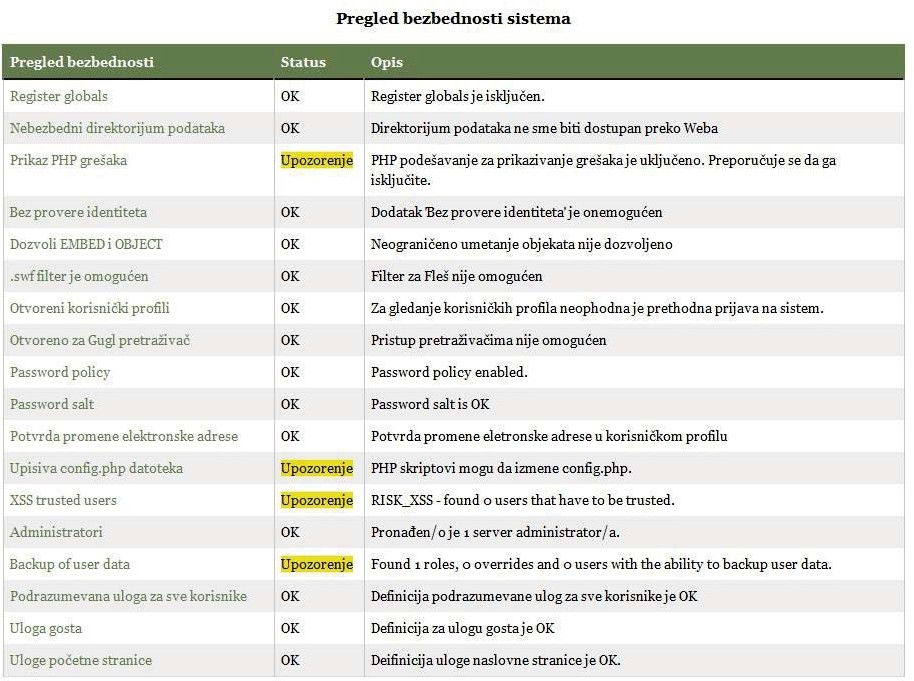 Pregled bezbednosti sistema
Pregled bezbednosti Status Opis
Register globals OK Register globals je isključen.
Nebezbedni direktorijum podataka OK Direktorijum podataka ne sme biti dostupan preko Weba
Prikaz PHP grešaka Upozorenje PHP podešavanje za prikazivanje grešaka je uključeno. Preporučuje se da ga
isključite.
Bez provere identiteta OK Dodatak 'Bez provere identiteta' je onemogućen
Dozvoli EMBED i OBJECT OK Neograničeno umetanje objekata nije dozvoljeno
.swf filter je omogućen OK Filter za Fleš nije omogućen
Otvoreni korisnički profili OK Za gledanje korisničkih profila neophodna je prethodna prijava na sistem.
Otvoreno za Gugl pretraživač OK Pristup pretraživačima nije omogućen
Password policy OK Password policy enabled.
Password salt OK Password salt is OK
Potvrda promene elektronske adrese OK Potvrda promene eletronske adrese u korisničkom profilu
Upisiva config.php datoteka Upozorenje PHP skriptovi mogu da izmene config.php.
XSS trusted users Upozorenje RISK_XSS - found 0 users that have to be trusted.
Administratori OK Pronađen/o je 1 server administrator/a.
Backup of user data Upozorenje Found 1 roles, 0 overrides and 0 users with the ability to backup user data.
Podrazumevana uloga za sve korisnike OK Definicija podrazumevane ulog za sve korisnike je OK
Uloga gosta OK Definicija za ulogu gosta je OK
Uloge početne stranice OK Deifinicija uloge naslovne stranice je OK.